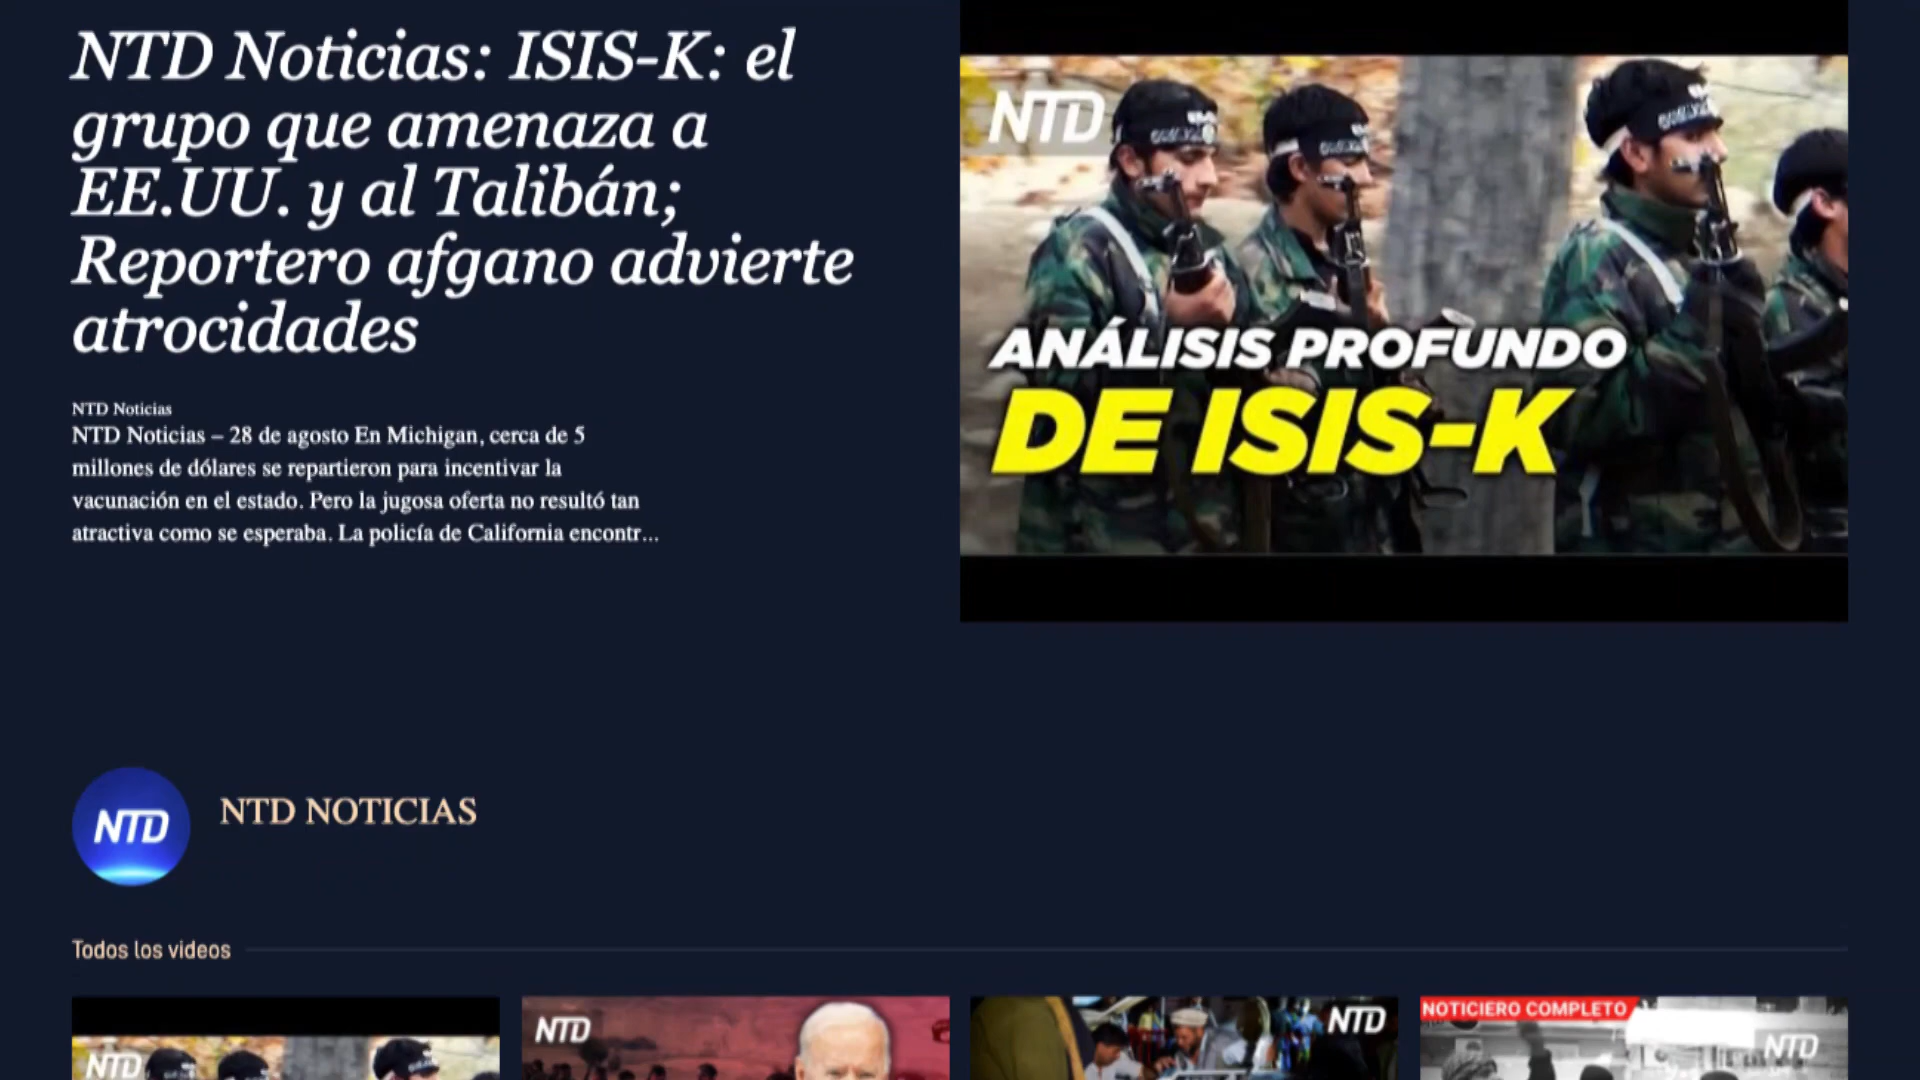 NTD Noticias: ISIS-K: el
grupo que amenaza a
EE.UU. y al Talibán;
Reportero afgano advierte
atrocidades
NTD Noticias
NTD Noticias – 28 de agosto En Michigan, cerca de 5
millones de dólares se repartieron para incentivar la
vacunación en el estado. Pero la jugosa oferta no resultó tan
atractiva como se esperaba. La policía de California encontr...
NTD
ANÁLISIS PROFUNDO
DE ISIS-K
NTD
NTD NOTICIAS
Todos los videos
NTD
NTD
NTD
NOTICIERO COMPLETO
NTD